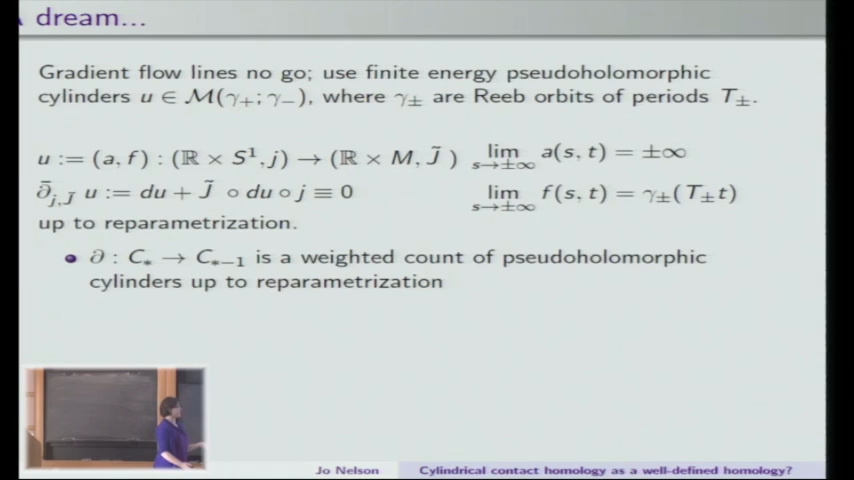 A dream...
Gradient flow lines no go; use finite energy pseudoholomorphic
cylinders u ∈ M(γ₊; γ₋), where γ± are Reeb orbits of periods T±.
u := (a, f) : (ℝ × S¹, j) → (ℝ × M, J̃ ) lim_{s→±∞} a(s, t) = ±∞
∂̄_{j,J̃} u := du + J̃ ∘ du ∘ j ≡ 0 lim_{s→±∞} f(s, t) = γ±(T±t)
up to reparametrization.
• ∂ : C_* → C_{*−1} is a weighted count of pseudoholomorphic
cylinders up to reparametrization
Jo Nelson Cylindrical contact homology as a well-defined homology?